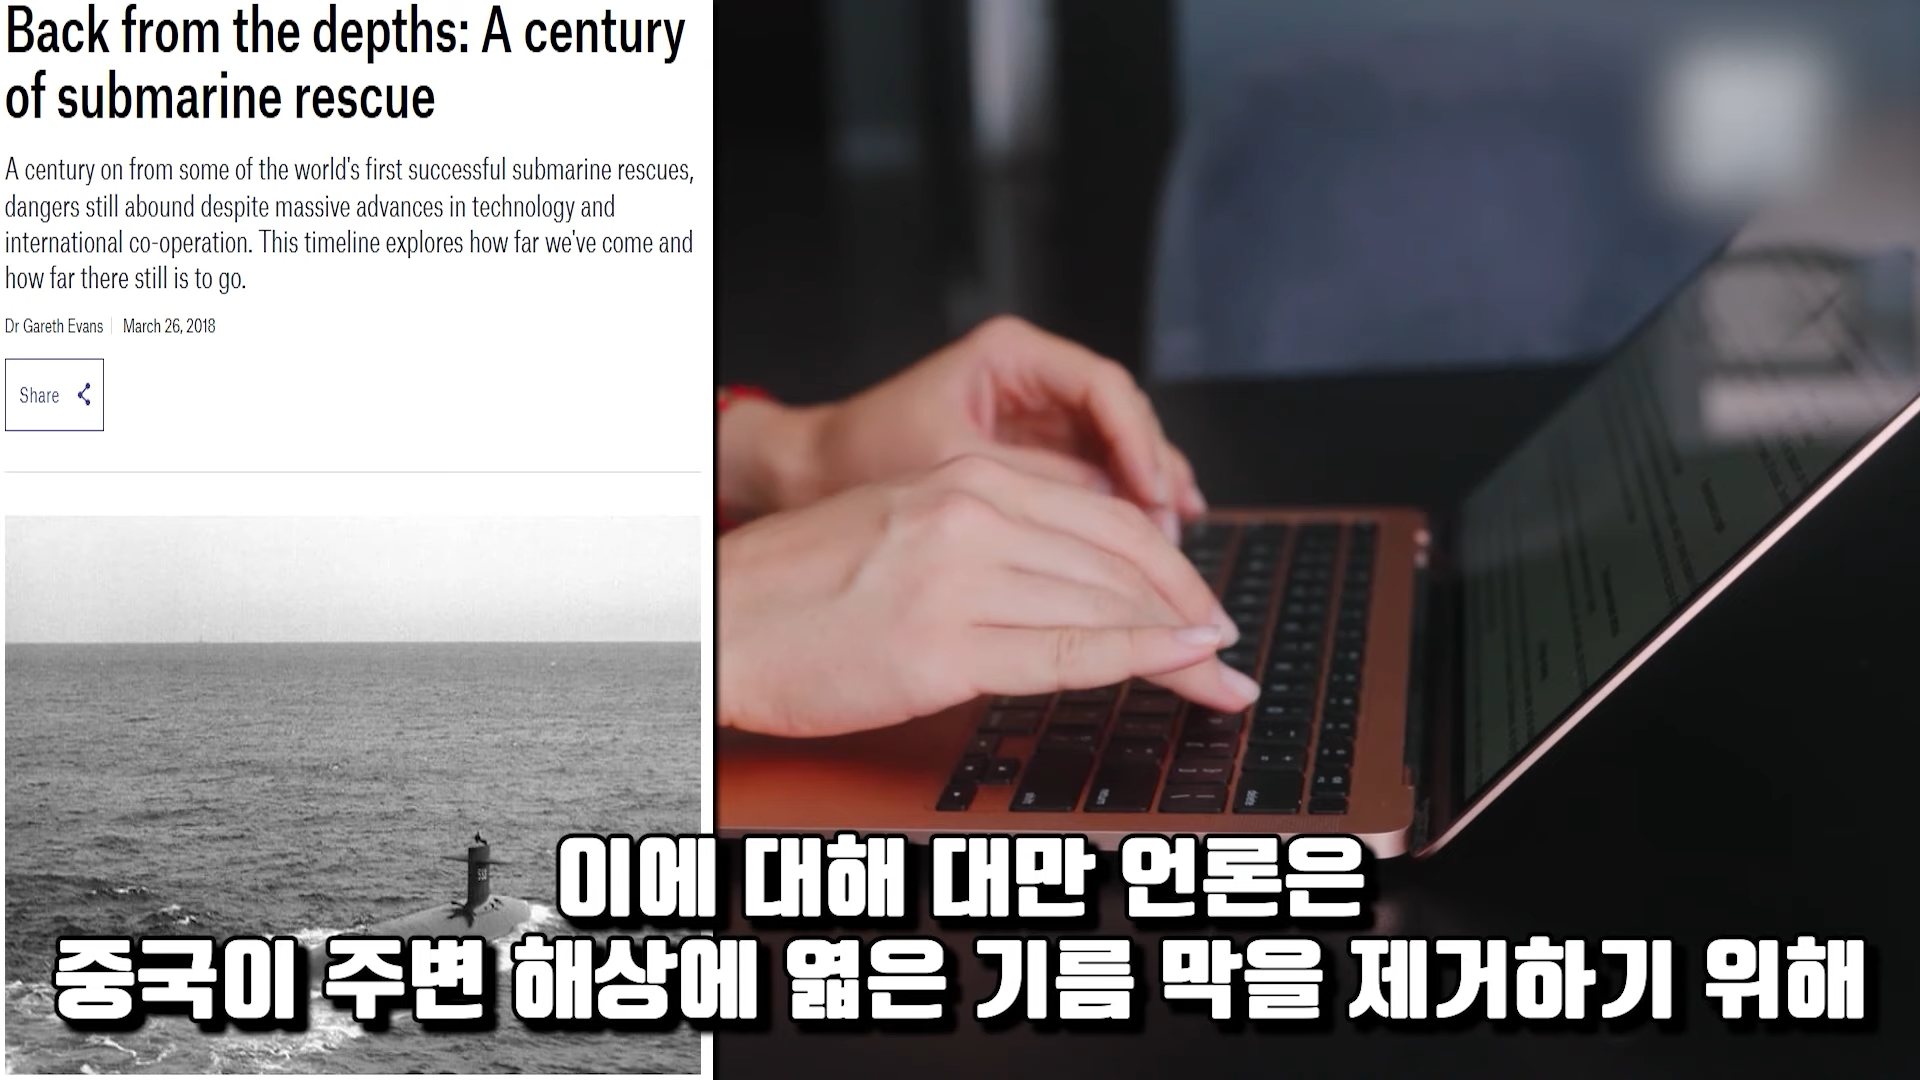 Back from the depths: A century
of submarine rescue
A century on from some of the world's first successful submarine rescues,
dangers still abound despite massive advances in technology and
international co-operation. This timeline explores how far we've come and
how far there still is to go.
Dr Gareth Evans | March 26, 2018
Share
이에 대해 대만 언론은
중국이 주변 해상에 엷은 기름 막을 제거하기 위해